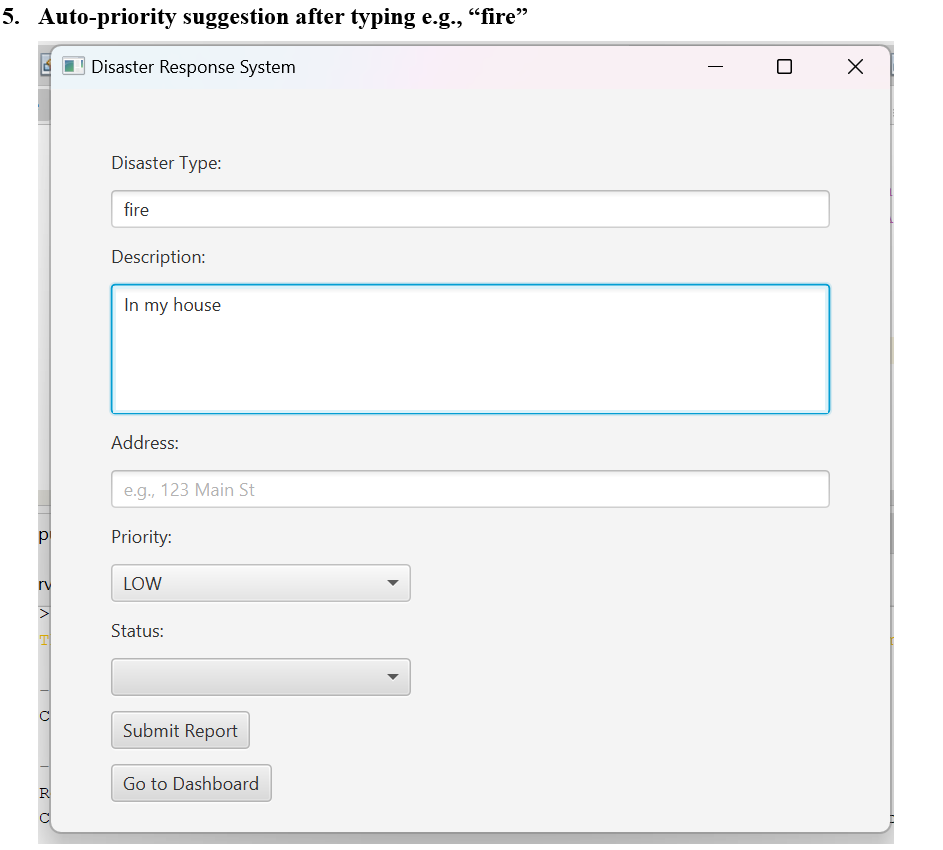 5. Auto-priority suggestion after typing e.g., “fire”
Disaster Response System
Disaster Type:
fire
Description:
In my house
Address:
e.g., 123 Main St
Priority:
LOW
Status:
Submit Report
Go to Dashboard